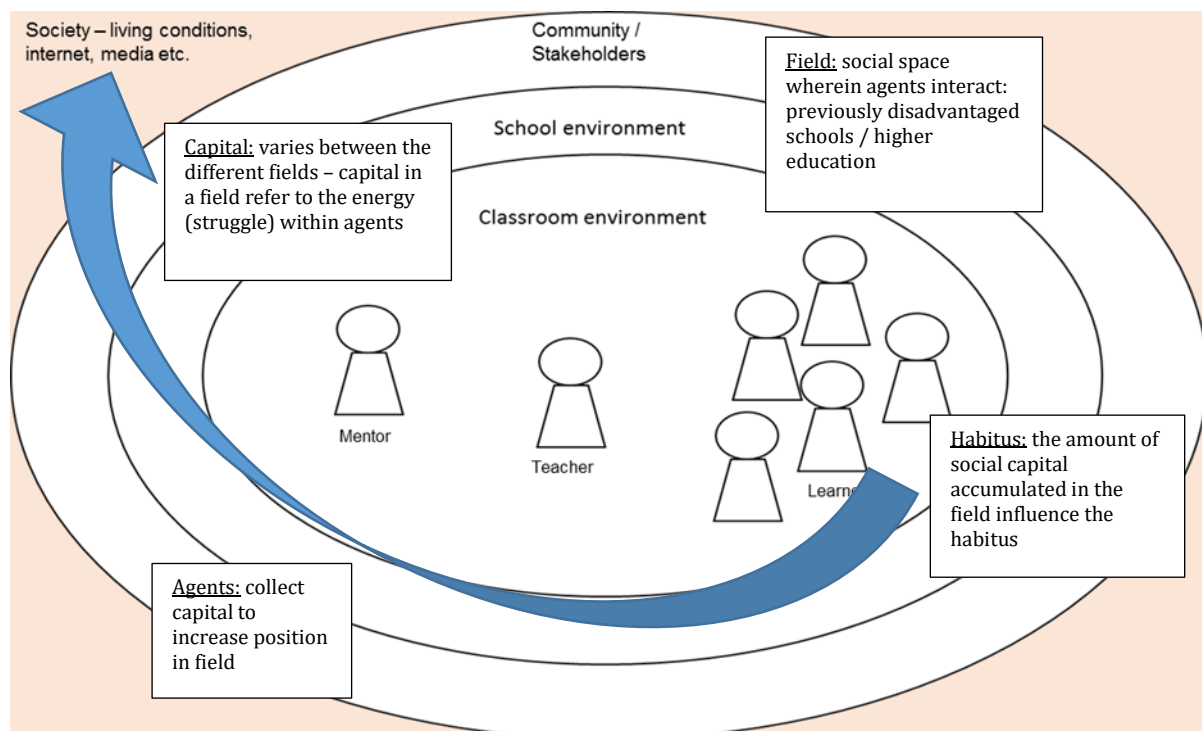 Society – living conditions,
internet, media etc.
Community /
Stakeholders
Field: social space
wherein agents interact:
previously disadvantaged
schools / higher
education
School environment
Capital: varies between the
different fields – capital in
a field refer to the energy
(struggle) within agents
Classroom environment
Mentor
Teacher
Learne
Habitus: the amount of
social capital
accumulated in the
field influence the
habitus
Agents: collect
capital to
increase position
in field